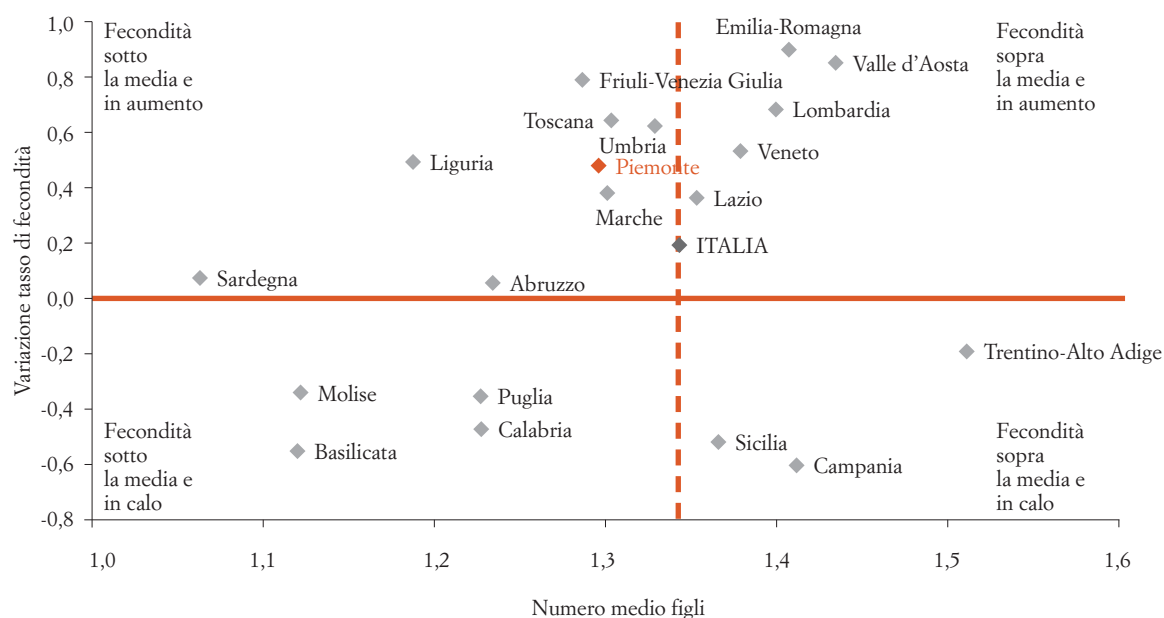 1,0
0,8
0,6
0,4
0,2
0,0
-0,2
-0,4
-0,6
-0,8
Variazione tasso di fecondità
Fecondità
sotto
la media e
in aumento
Emilia-Romagna
Fecondità
sopra
la media e
in aumento
Valle d'Aosta
Friuli-Venezia Giulia
Lombardia
Toscana
Umbria
Veneto
Liguria
Piemonte
Marche
Lazio
ITALIA
Sardegna
Abruzzo
Trentino-Alto Adige
Molise
Puglia
Calabria
Basilicata
Sicilia
Campania
Fecondità
sotto
la media e
in calo
Fecondità
sopra
la media e
in calo
1,0 1,1 1,2 1,3 1,4 1,5 1,6
Numero medio figli